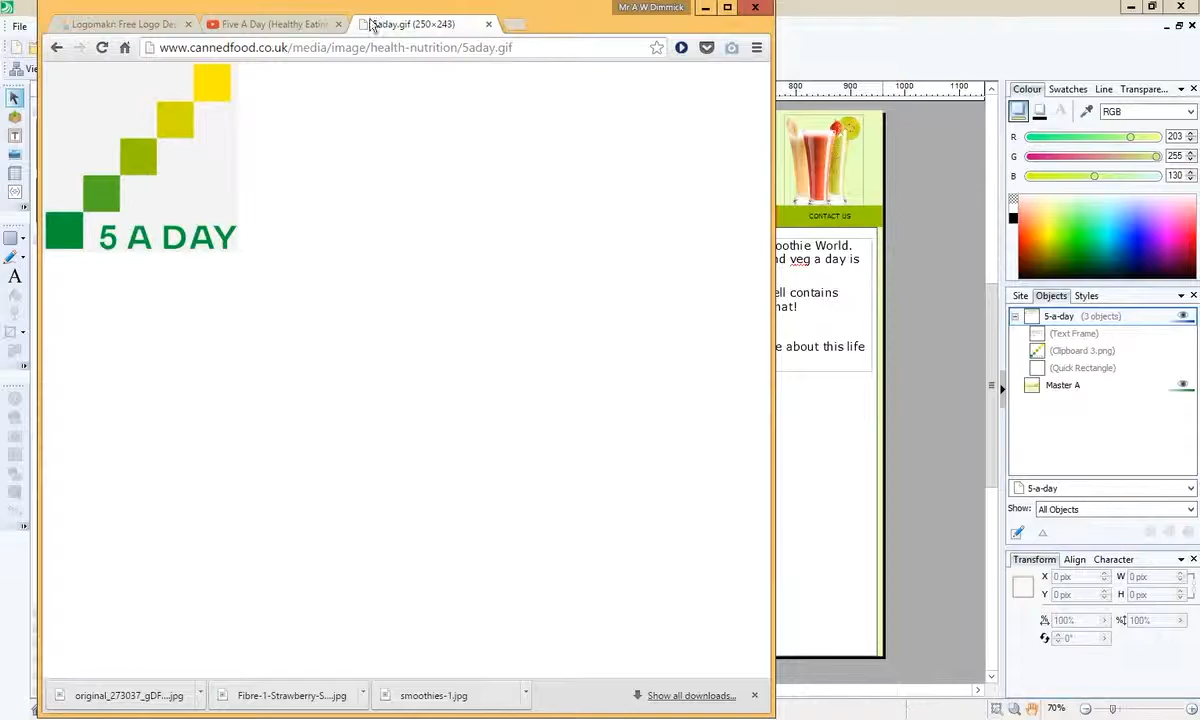 Mr A W Dimmick
Logomakr: Free Logo De:
Five A Day (Healthy Eatin
5aday.gif (250×243)
www.cannedfood.co.uk/media/image/health-nutrition/5aday.gif
5 A DAY
File
Vie
800 900 1000 1100
CONTACT US
oothie World.
nd veg a day is
ell contains
hat!
e about this life
Colour Swatches Line Transpare...
RGB
R 203
G 255
B 130
Site Objects Styles
5-a-day (3 objects)
(Text Frame)
(Clipboard 3.png)
(Quick Rectangle)
Master A
5-a-day
Show: All Objects
Transform Align Character
X 0 pix W 0 pix
Y 0 pix H 0 pix
100% 100%
0°
original_273037_gDF....jpg
Fibre-1-Strawberry-S....jpg
smoothies-1.jpg
Show all downloads...
70%